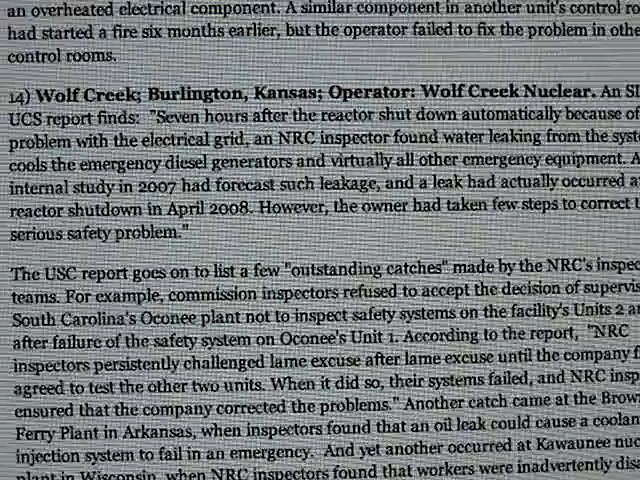 an overheated electrical component. A similar component in another unit's control
had started a fire six months earlier, but the operator failed to fix the problem in
control rooms.
14) Wolf Creek; Burlington, Kansas; Operator: Wolf Creek Nuclear. An
UCS report finds: "Seven hours after the reactor shut down automatically because of
problem with the electrical grid, an NRC inspector found water leaking from the
cools the emergency diesel generators and virtually all other emergency equipment.
internal study in 2007 had forecast such leakage, and a leak had actually occurred
reactor shutdown in April 2008. However, the owner had taken few steps to correct
serious safety problem."
The USC report goes on to list a few "outstanding catches" made by the NRC's
teams. For example, commission inspectors refused to accept the decision of
South Carolina's Oconee plant not to inspect safety systems on the facility's Units 2
after failure of the safety system on Oconee's Unit 1. According to the report, "NRC
inspectors persistently challenged lame excuse after lame excuse until the company
agreed to test the other two units. When it did so, their systems failed, and NRC
ensured that the company corrected the problems." Another catch came at the
Ferry Plant in Arkansas, when inspectors found that an oil leak could cause a
injection system to fail in an emergency. And yet another occurred at Kawaunee
plant in Wisconsin, when NRC inspectors found that workers were inadvertently